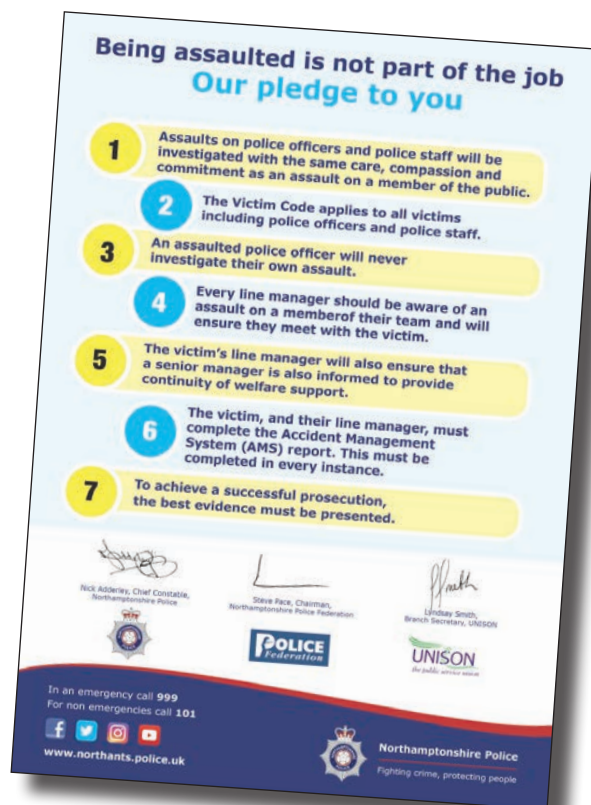 Being assaulted is not part of the job
Our pledge to you
1
Assaults on police officers and police staff will be
investigated with the same care, compassion and
commitment as an assault on a member of the public.
2
The Victim Code applies to all victims
including police officers and police staff.
3
An assaulted police officer will never
investigate their own assault.
4
Every line manager should be aware of an
assault on a memberof their team and will
ensure they meet with the victim.
5
The victim's line manager will also ensure that
a senior manager is also informed to provide
continuity of welfare support.
6
The victim, and their line manager, must
complete the Accident Management
System (AMS) report. This must be
completed in every instance.
7
To achieve a successful prosecution,
the best evidence must be presented.
Nick Adderley, Chief Constable,
Northamptonshire Police
Steve Pace, Chairman,
Northamptonshire Police Federation
Lyndsay Smith,
Branch Secretary, UNISON
POLICE
Federation
UNISON
the public service union
In an emergency call 999
For non emergencies call 101
www.northants.police.uk
Northamptonshire Police
Fighting crime, protecting people